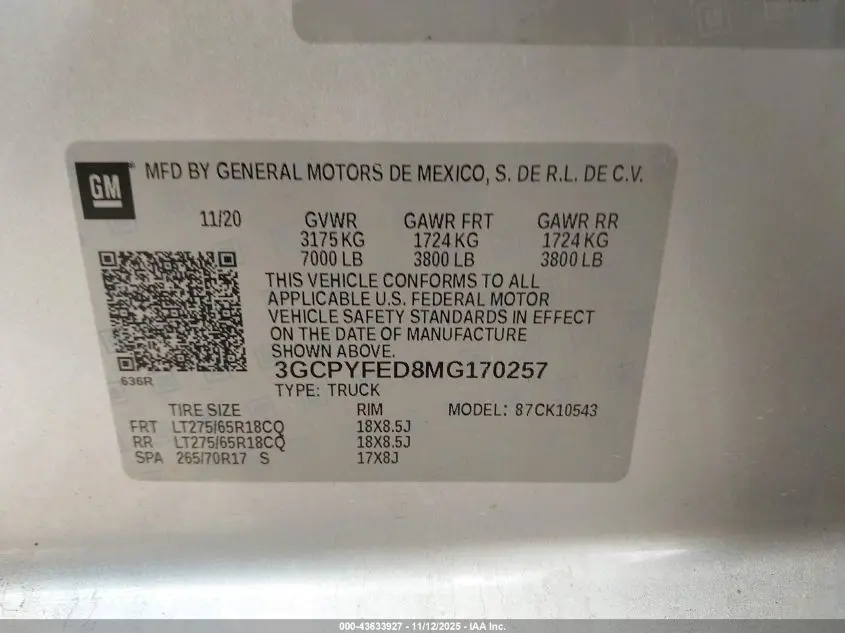 GM
MFD BY GENERAL MOTORS DE MEXICO, S. DE R.L. DE C.V.
11/20 GVWR GAWR FRT GAWR RR
3175 KG 1724 KG 1724 KG
7000 LB 3800 LB 3800 LB
THIS VEHICLE CONFORMS TO ALL
APPLICABLE U.S. FEDERAL MOTOR
VEHICLE SAFETY STANDARDS IN EFFECT
ON THE DATE OF MANUFACTURE
SHOWN ABOVE.
3GCPYFED8MG170257
636R
TYPE: TRUCK
TIRE SIZE RIM MODEL: 87CK10543
FRT LT275/65R18CQ 18X8.5J
RR LT275/65R18CQ 18X8.5J
SPA 265/70R17 S 17X8J
000-43633927 - 11/12/2025 - IAA Inc.